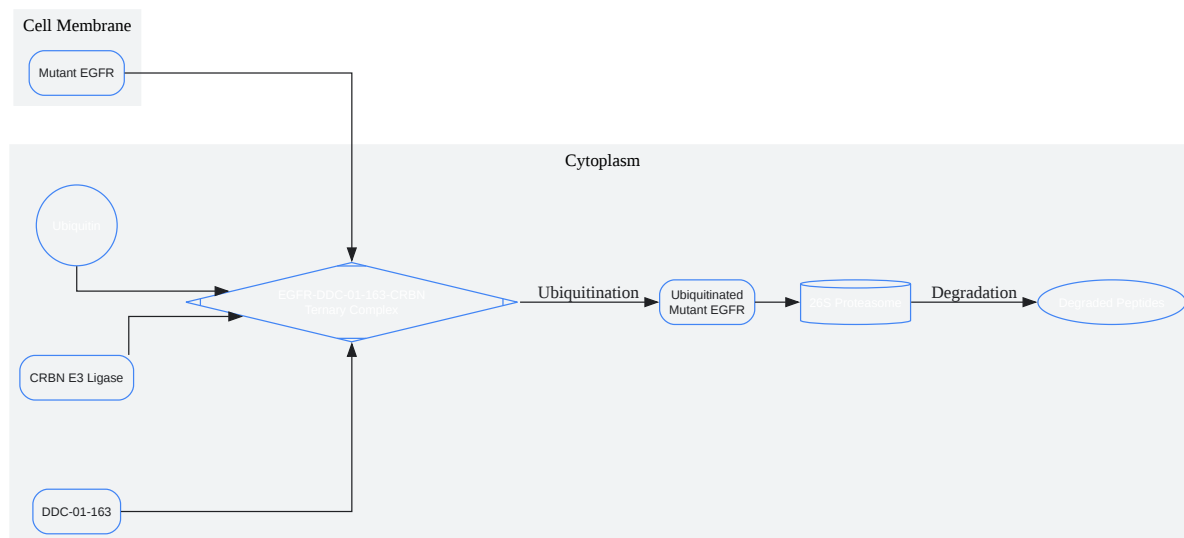 Cell Membrane
Mutant EGFR
Cytoplasm
Ubiquitin
EGFR-DDC-01-163-CRBN
Ternary Complex
Ubiquitination
Ubiquitinated
Mutant EGFR
26S Proteasome
Degradation
Degraded Peptides
CRBN E3 Ligase
DDC-01-163